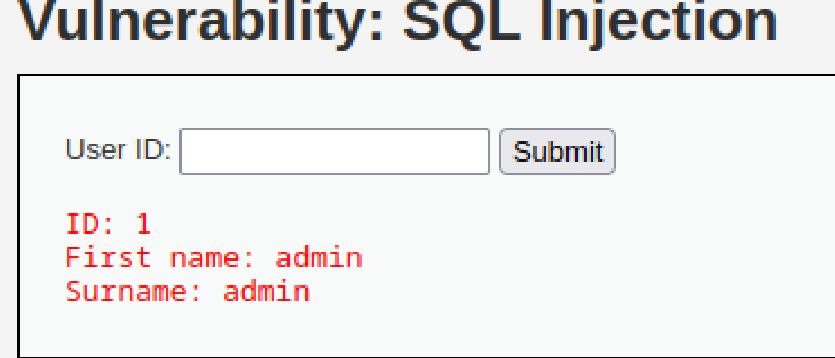 Vulnerability: SQL Injection
User ID: Submit
ID: 1
First name: admin
Surname: admin